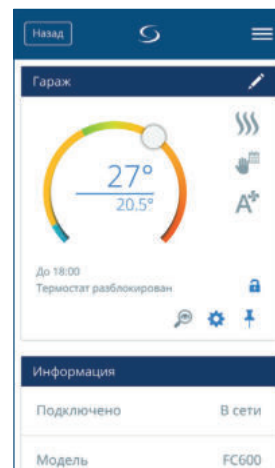 Назад
Гараж
27°
20.5°
A+
До 18:00
Термостат разблокирован
Информация
Подключено В сети
Модель FC600